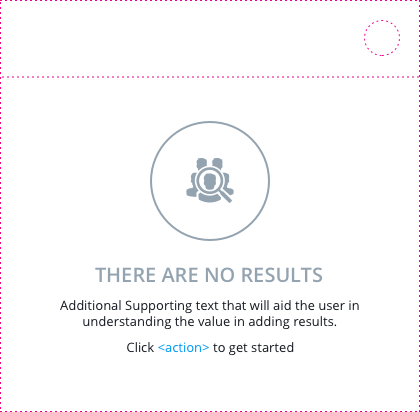 THERE ARE NO RESULTS
Additional Supporting text that will aid the user in
understanding the value in adding results.
Click <action> to get started